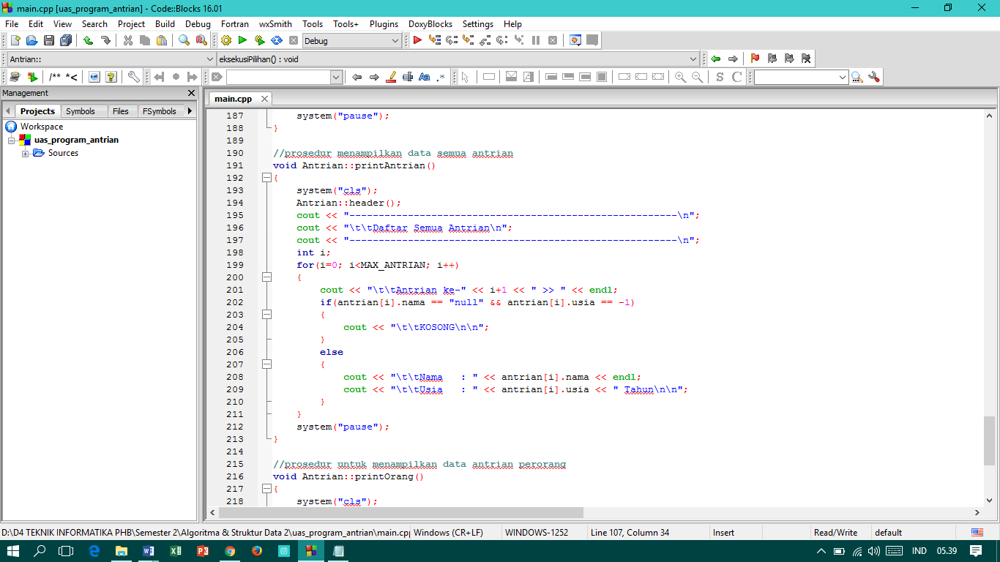 main.cpp [uas_program_antrian] - Code::Blocks 16.01
File Edit View Search Project Build Debug Fortran wxSmith Tools Tools+ Plugins DoxyBlocks Settings Help
Debug
Antrian:: eksekusiPilihan() : void
/** *<
Aa .*
S C
Management
main.cpp
Projects Symbols Files FSymbols
Workspace
uas_program_antrian
Sources
187 system("pause");
188 }
189
190 //prosedur menampilkan data semua antrian
191 void Antrian::printAntrian()
192 {
193 system("cls");
194 Antrian::header();
195 cout << "--------------------------------------------------------\n";
196 cout << "\t\tDaftar Semua Antrian\n";
197 cout << "--------------------------------------------------------\n";
198 int i;
199 for(i=0; i<MAX_ANTRIAN; i++)
200 {
201 cout << "\t\tAntrian ke-" << i+1 << " >> " << endl;
202 if(antrian[i].nama == "null" && antrian[i].usia == -1)
203 {
204 cout << "\t\tKOSONG\n\n";
205 }
206 else
207 {
208 cout << "\t\tNama   : " << antrian[i].nama << endl;
209 cout << "\t\tUsia   : " << antrian[i].usia << " Tahun\n\n";
210 }
211 }
212 system("pause");
213 }
214
215 //prosedur untuk menampilkan data antrian perorang
216 void Antrian::printOrang()
217 {
218 system("cls");
D:\D4 TEKNIK INFORMATIKA PHB\Semester 2\Algoritma & Struktur Data 2\uas_program_antrian\main.cpp Windows (CR+LF) WINDOWS-1252 Line 107, Column 34 Insert Read/Write default
IND 05.39